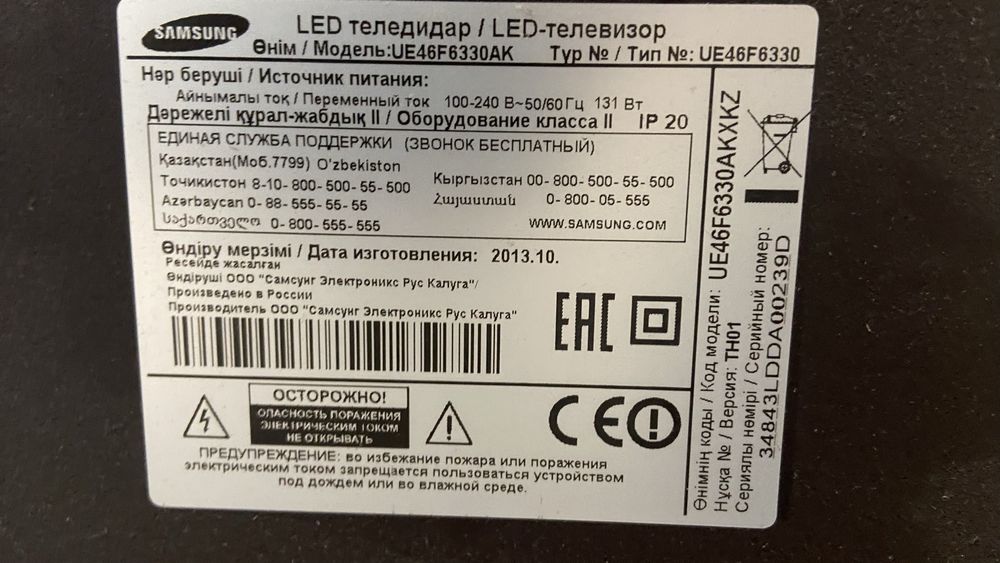 SAMSUNG
LED теледидар / LED-телевизор
Өнім / Модель:UE46F6330AK Түр № / Тип №: UE46F6330
Нәр беруші / Источник питания:
Айнымалы ток / Переменный ток 100-240 В~50/60 Гц 131 Вт
Дәрежелі құрал-жабдық II / Оборудование класса II IP 20
ЕДИНАЯ СЛУЖБА ПОДДЕРЖКИ (ЗВОНОК БЕСПЛАТНЫЙ)
Қазақстан(Моб.7799) O'zbekiston
Точикистон 8-10-800-500-55-500 Кыргызстан 00-800-500-55-500
Azərbaycan 0-88-555-55-55 Հայաստան 0-800-05-555
საქართველო 0-800-555-555 WWW.SAMSUNG.COM
Өндіру мерзімі / Дата изготовления: 2013.10.
Ресейде жасалған
Өндіруші ООО "Самсунг Электроникс Рус Калуга"/
Произведено в России
Производитель ООО "Самсунг Электроникс Рус Калуга"
EAC
ОСТОРОЖНО!
ОПАСНОСТЬ ПОРАЖЕНИЯ
ЭЛЕКТРИЧЕСКИМ ТОКОМ
НЕ ОТКРЫВАТЬ
CE
ПРЕДУПРЕЖДЕНИЕ: во избежание пожара или поражения
электрическим током запрещается пользоваться устройством
под дождем или во влажной среде.
Өнімнің коды / Код модели: UE46F6330AKXKZ
Нұсқа № / Версия: TH01
Сериялы нөмірі / Серийный номер:
34843LDDA00239D